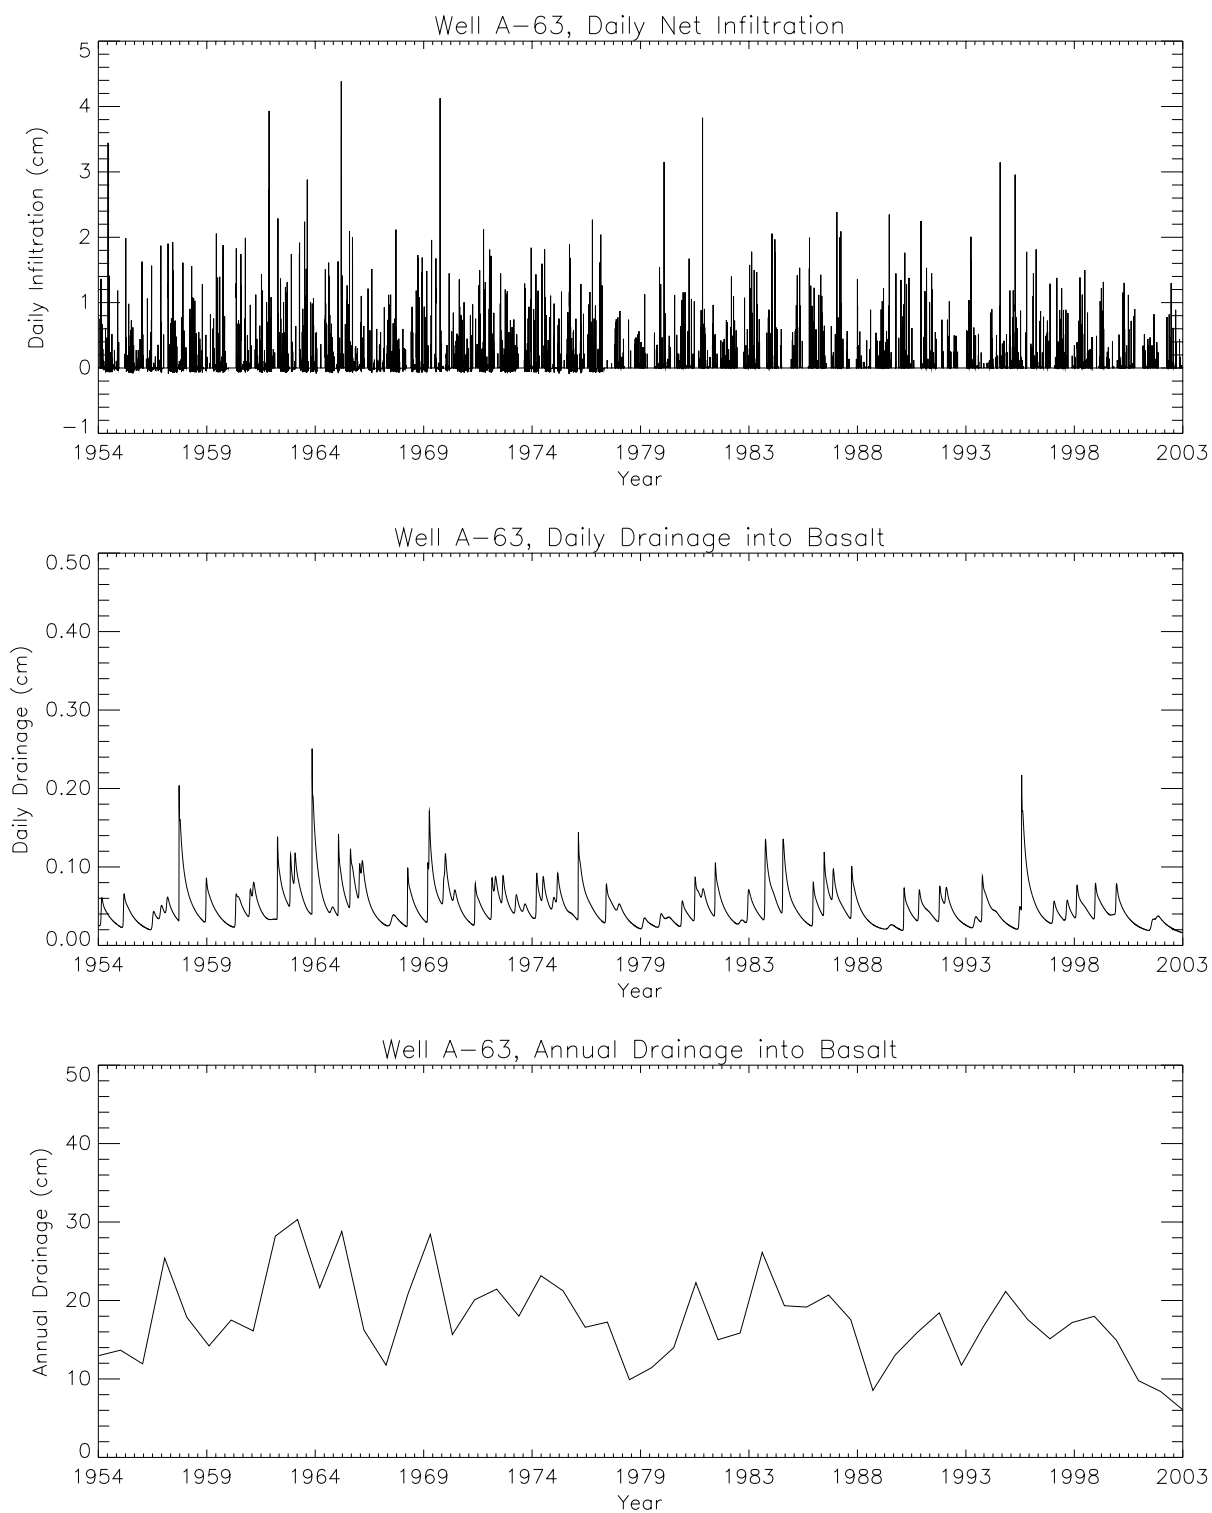 Well A−63, Daily Net Infiltration
5
4
3
2
1
0
−1
Daily Infiltration (cm)
1954 1959 1964 1969 1974 1979 1983 1988 1993 1998 2003
Year
Well A−63, Daily Drainage into Basalt
0.50
0.40
0.30
0.20
0.10
0.00
Daily Drainage (cm)
1954 1959 1964 1969 1974 1979 1983 1988 1993 1998 2003
Year
Well A−63, Annual Drainage into Basalt
50
40
30
20
10
0
Annual Drainage (cm)
1954 1959 1964 1969 1974 1979 1983 1988 1993 1998 2003
Year